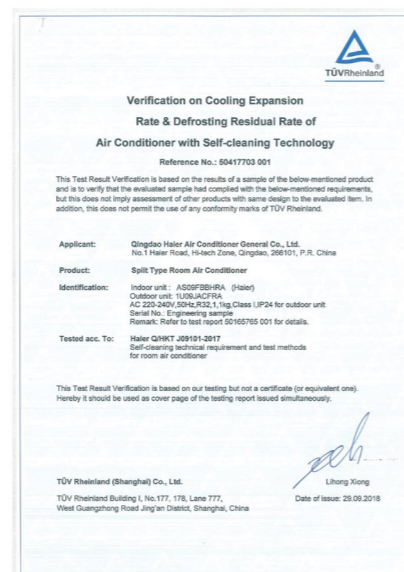 TÜVRheinland®
Verification on Cooling Expansion
Rate & Defrosting Residual Rate of
Air Conditioner with Self-cleaning Technology
Reference No.: 50417703 001
This Test Result Verification is based on the results of a sample of the below-mentioned product
and is to verify that the evaluated sample had complied with the below-mentioned requirements,
but this does not imply assessment of other products with same design to the evaluated item. In
addition, this does not permit the use of any conformity marks of TÜV Rheinland.
Applicant: Qingdao Haier Air Conditioner General Co., Ltd.
No.1 Haier Road, Hi-tech Zone, Qingdao, 266101, P.R. China
Product: Split Type Room Air Conditioner
Identification: Indoor unit : AS09FBBHRA (Haier)
Outdoor unit: 1U09JACFRA
AC 220-240V,50Hz,R32,1,1kg,Class I,IP24 for outdoor unit
Serial No.: Engineering sample
Remark: Refer to test report 50165765 001 for details.
Tested acc. To: Haier Q/HKT J09101-2017
Self-cleaning technical requirement and test methods
for room air conditioner
This Test Result Verification is based on our testing but not a certificate (or equivalent one).
Hereby it should be used as cover page of the testing report issued simultaneously.
TÜV Rheinland (Shanghai) Co., Ltd.
Lihong Xiong
TÜV Rheinland Building I, No.177, 178, Lane 777,
Date of issue: 29.09.2018
West Guangzhong Road Jing'an District, Shanghai, China